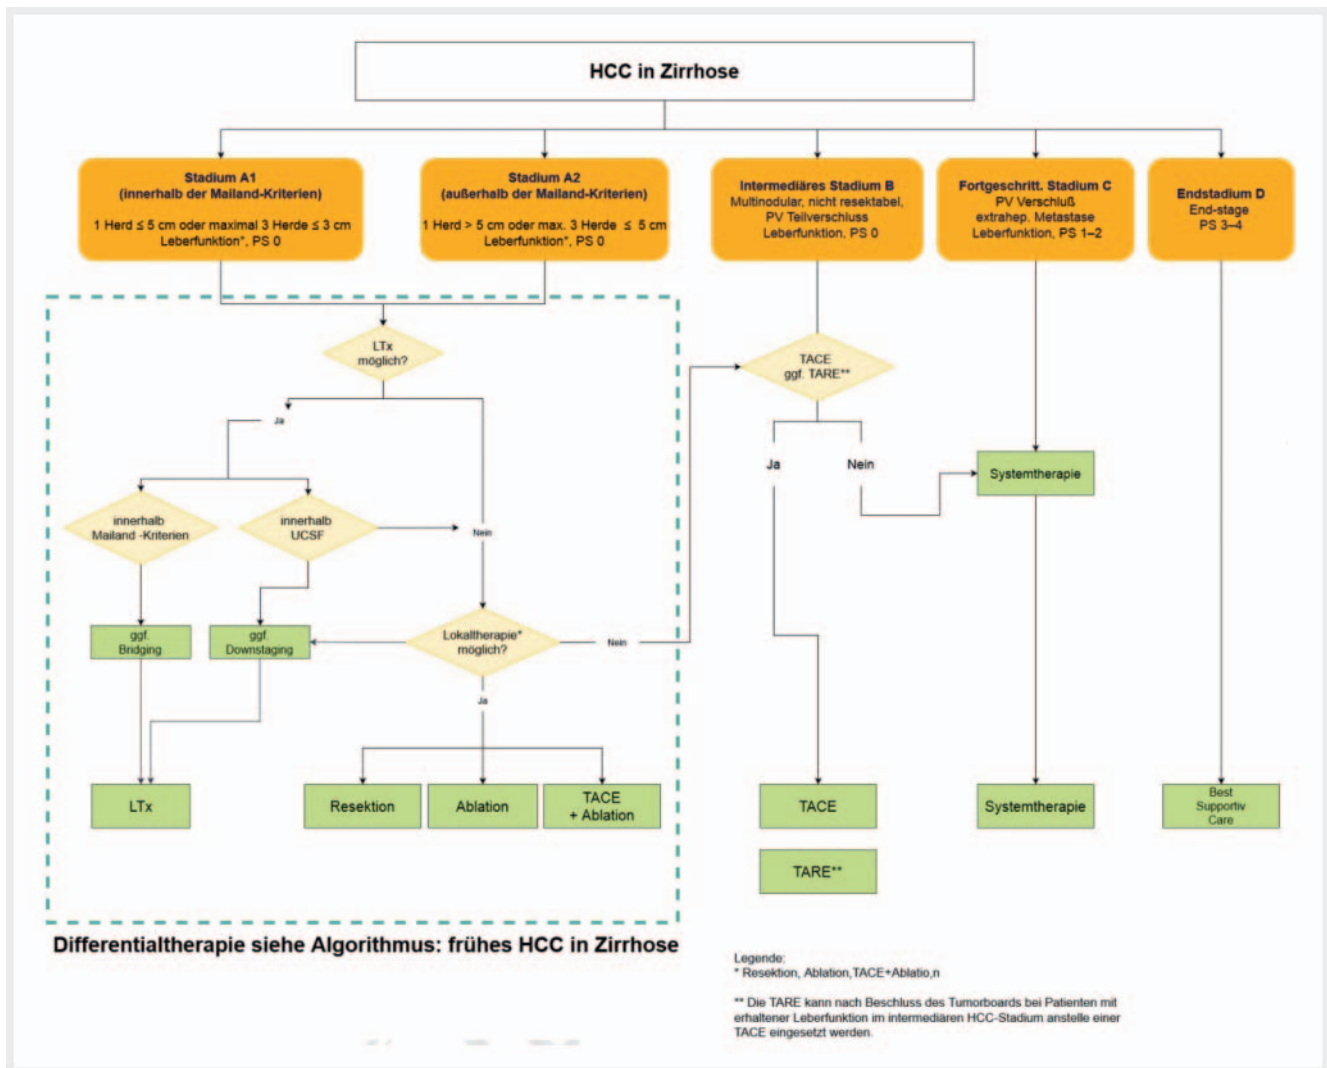 HCC in Zirrhose
Stadium A1
(innerhalb der Mailand-Kriterien)
1 Herd ≤ 5 cm oder maximal 3 Herde ≤ 3 cm
Leberfunktion*, PS 0
Stadium A2
(außerhalb der Mailand-Kriterien)
1 Herd > 5 cm oder max. 3 Herde ≤ 5 cm
Leberfunktion*, PS 0
Intermediäres Stadium B
Multinodular, nicht resektabel,
PV Teilverschluss
Leberfunktion, PS 0
Fortgeschritt. Stadium C
PV Verschluß
extrahep. Metastase
Leberfunktion, PS 1–2
Endstadium D
End-stage
PS 3–4
LTx
möglich?
TACE
ggf. TARE**
Ja
Ja
Nein
Systemtherapie
innerhalb
Mailand -Kriterien
innerhalb
UCSF
Nein
ggf.
Bridging
ggf.
Downstaging
Lokaltherapie*
möglich?
Nein
Ja
LTx
Resektion
Ablation
TACE
+ Ablation
TACE
Systemtherapie
Best
Supportiv
Care
TARE**
Differentialtherapie siehe Algorithmus: frühes HCC in Zirrhose
Legende:
* Resektion, Ablation,TACE+Ablatio,n
** Die TARE kann nach Beschluss des Tumorboards bei Patienten mit
erhaltener Leberfunktion im intermediären HCC-Stadium anstelle einer
TACE eingesetzt werden.